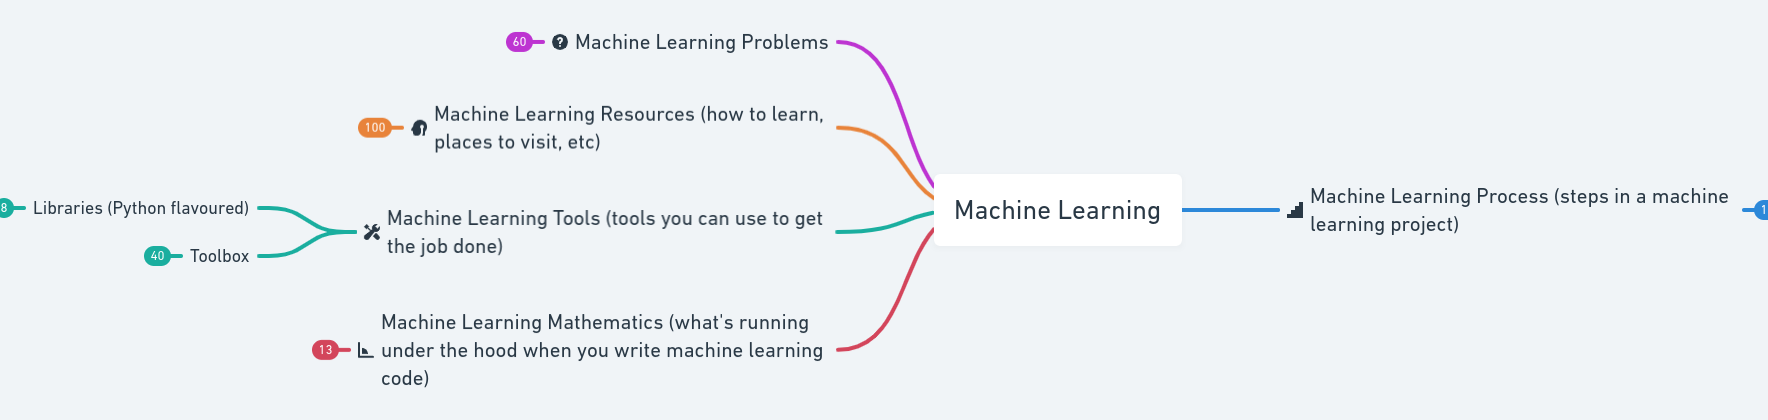 60
Machine Learning Problems
100
Machine Learning Resources (how to learn,
places to visit, etc)
8
Libraries (Python flavoured)
40
Toolbox
Machine Learning Tools (tools you can use to get
the job done)
13
Machine Learning Mathematics (what's running
under the hood when you write machine learning
code)
Machine Learning
Machine Learning Process (steps in a machine
learning project)